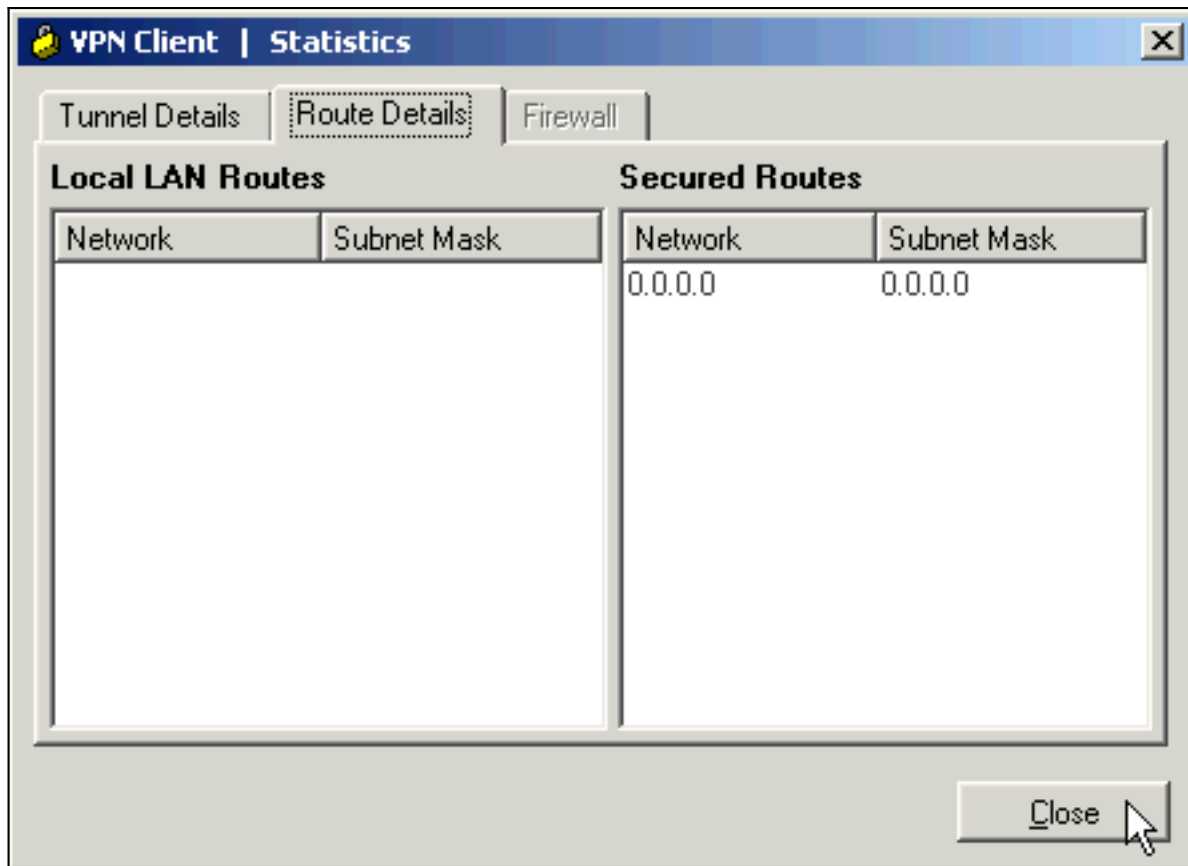 VPN Client | Statistics
Tunnel Details Route Details Firewall
Local LAN Routes Secured Routes
Network Subnet Mask Network Subnet Mask
0.0.0.0 0.0.0.0
Close